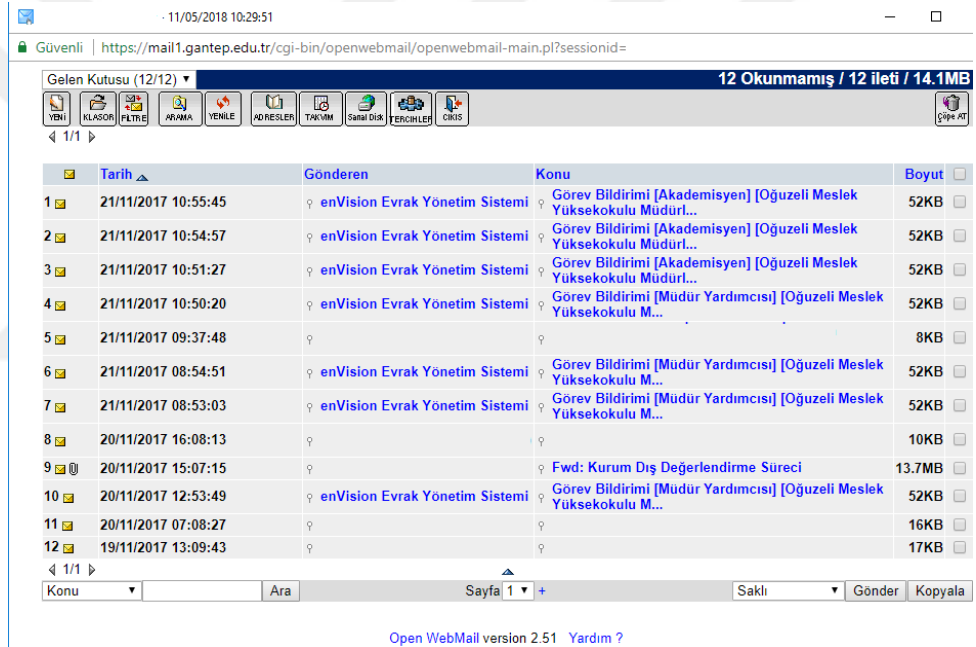 - 11/05/2018 10:29:51
Güvenli | https://mail1.gantep.edu.tr/cgi-bin/openwebmail/openwebmail-main.pl?sessionid=
Gelen Kutusu (12/12) 12 Okunmamış / 12 ileti / 14.1MB
YENİ KLASOR FİLTRE ARAMA YENİLE ADRESLER TAKVİM Sanal Disk TERCIHLER CIKIS Çöpe AT
1/1
Tarih Gönderen Konu Boyut
1 21/11/2017 10:55:45 enVision Evrak Yönetim Sistemi Görev Bildirimi [Akademisyen] [Oğuzeli Meslek
Yüksekokulu Müdürl... 52KB
2 21/11/2017 10:54:57 enVision Evrak Yönetim Sistemi Görev Bildirimi [Akademisyen] [Oğuzeli Meslek
Yüksekokulu Müdürl... 52KB
3 21/11/2017 10:51:27 enVision Evrak Yönetim Sistemi Görev Bildirimi [Akademisyen] [Oğuzeli Meslek
Yüksekokulu Müdürl... 52KB
4 21/11/2017 10:50:20 enVision Evrak Yönetim Sistemi Görev Bildirimi [Müdür Yardımcısı] [Oğuzeli Meslek
Yüksekokulu M... 52KB
5 21/11/2017 09:37:48 8KB
6 21/11/2017 08:54:51 enVision Evrak Yönetim Sistemi Görev Bildirimi [Müdür Yardımcısı] [Oğuzeli Meslek
Yüksekokulu M... 52KB
7 21/11/2017 08:53:03 enVision Evrak Yönetim Sistemi Görev Bildirimi [Müdür Yardımcısı] [Oğuzeli Meslek
Yüksekokulu M... 52KB
8 20/11/2017 16:08:13 10KB
9 20/11/2017 15:07:15 Fwd: Kurum Dış Değerlendirme Süreci 13.7MB
10 20/11/2017 12:53:49 enVision Evrak Yönetim Sistemi Görev Bildirimi [Müdür Yardımcısı] [Oğuzeli Meslek
Yüksekokulu M... 52KB
11 20/11/2017 07:08:27 16KB
12 19/11/2017 13:09:43 17KB
1/1
Konu Ara Sayfa 1 + Saklı Gönder Kopyala
Open WebMail version 2.51 Yardım ?